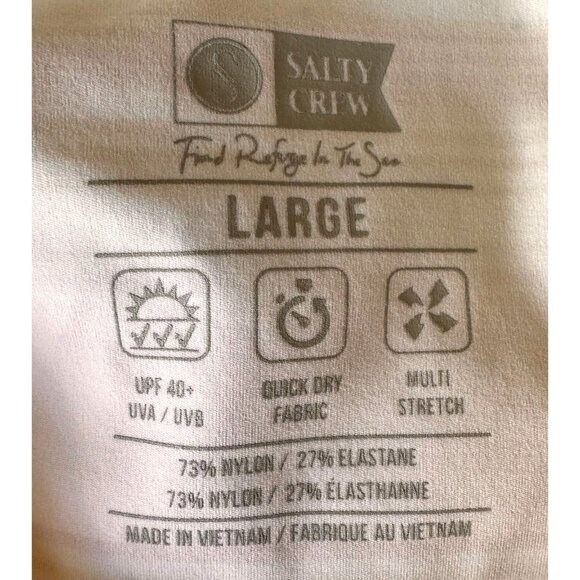 S
SALTY
CREW
Find Refuge In The Sea
LARGE
UPF 40+
UVA / UVB
QUICK DRY
FABRIC
MULTI
STRETCH
73% NYLON / 27% ELASTANE
73% NYLON / 27% ÉLASTHANNE
MADE IN VIETNAM / FABRIQUE AU VIETNAM